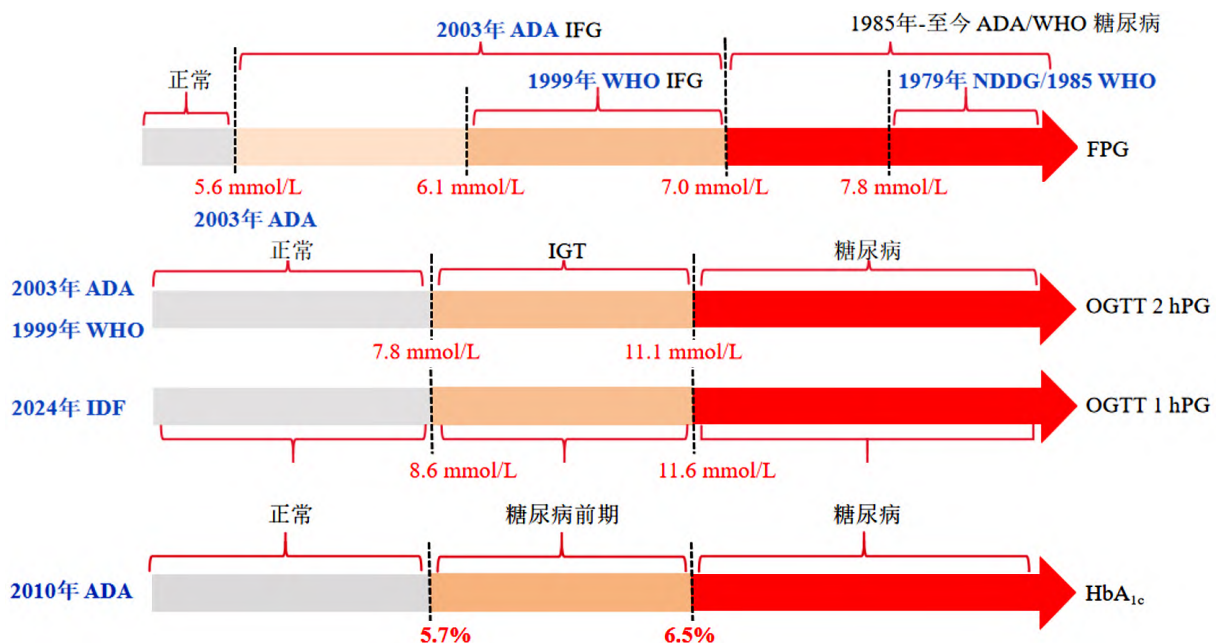 2003年 ADA IFG
1985年-至今 ADA/WHO 糖尿病
正常
1999年 WHO IFG
1979年 NDDG/1985 WHO
FPG
5.6 mmol/L
6.1 mmol/L
7.0 mmol/L
7.8 mmol/L
2003年 ADA
正常
IGT
糖尿病
2003年 ADA
1999年 WHO
OGTT 2 hPG
7.8 mmol/L
11.1 mmol/L
2024年 IDF
OGTT 1 hPG
8.6 mmol/L
11.6 mmol/L
正常
糖尿病前期
糖尿病
2010年 ADA
HbA1c
5.7%
6.5%